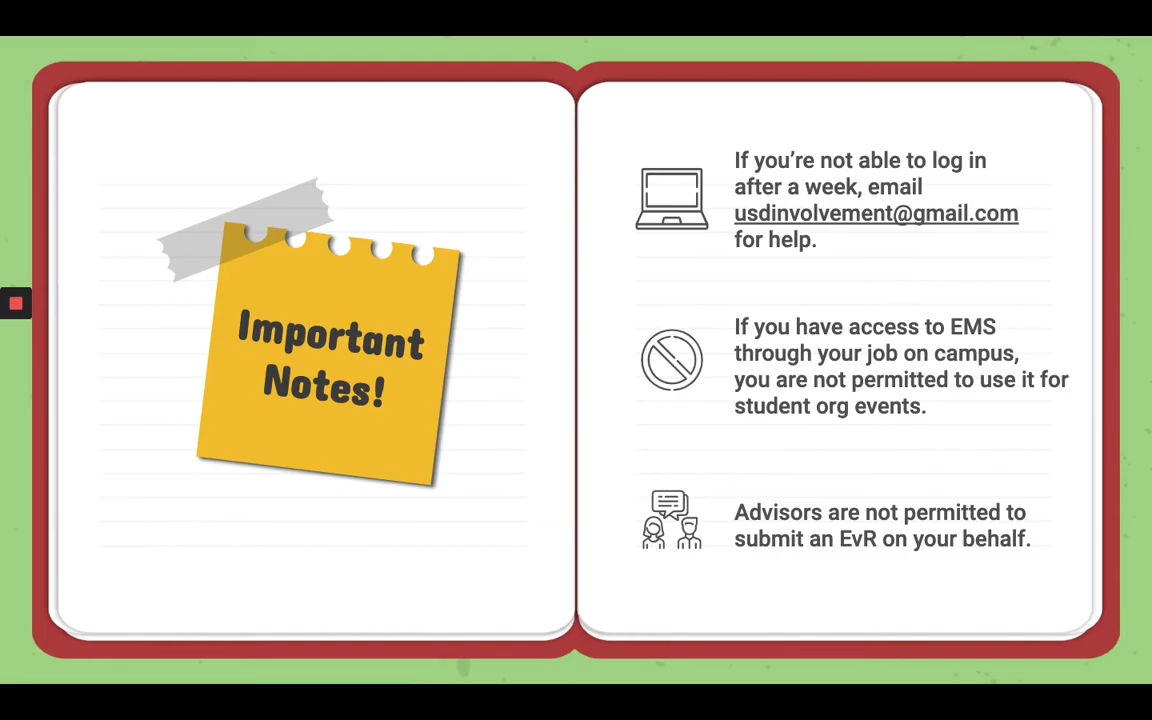 Important
Notes!
If you’re not able to log in
after a week, email
usdinvolvement@gmail.com
for help.
If you have access to EMS
through your job on campus,
you are not permitted to use it for
student org events.
Advisors are not permitted to
submit an EvR on your behalf.